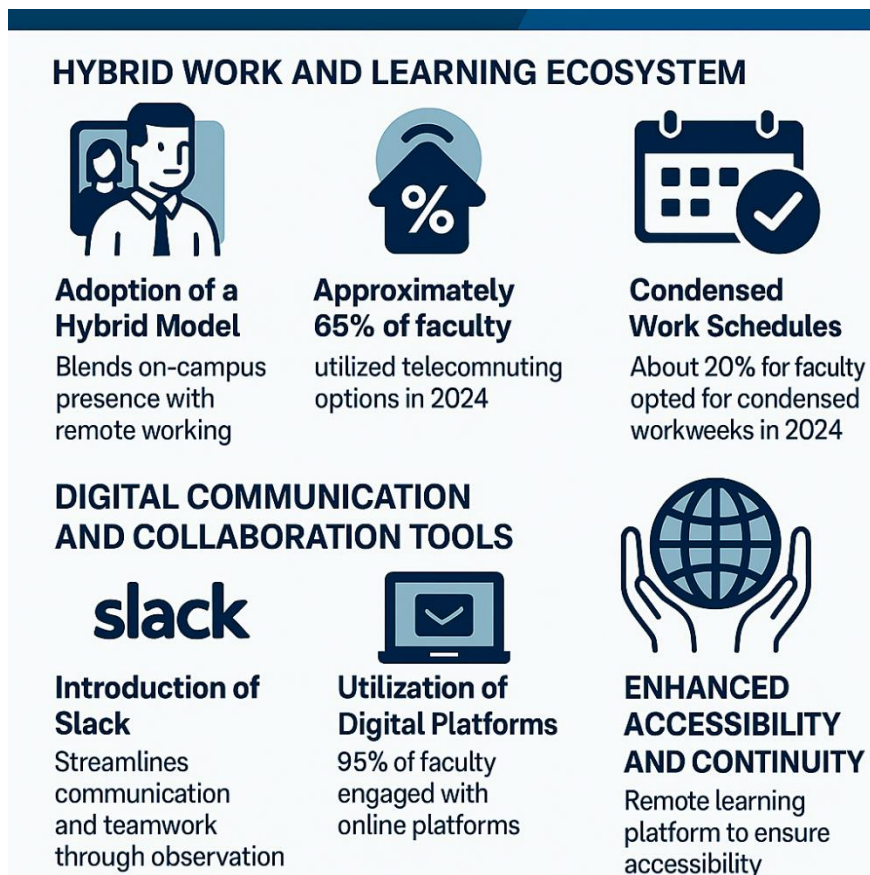 HYBRID WORK AND LEARNING ECOSYSTEM
%
Adoption of a
Hybrid Model
Blends on-campus
presence with
remote working
Approximately
65% of faculty
utilized telecomnuting
options in 2024
Condensed
Work Schedules
About 20% for faculty
opted for condensed
workweeks in 2024
DIGITAL COMMUNICATION
AND COLLABORATION TOOLS
slack
Introduction of
Slack
Streamlines
communication
and teamwork
through observation
Utilization of
Digital Platforms
95% of faculty
engaged with
online platforms
ENHANCED
ACCESSIBILITY
AND CONTINUITY
Remote learning
platform to ensure
accessibility